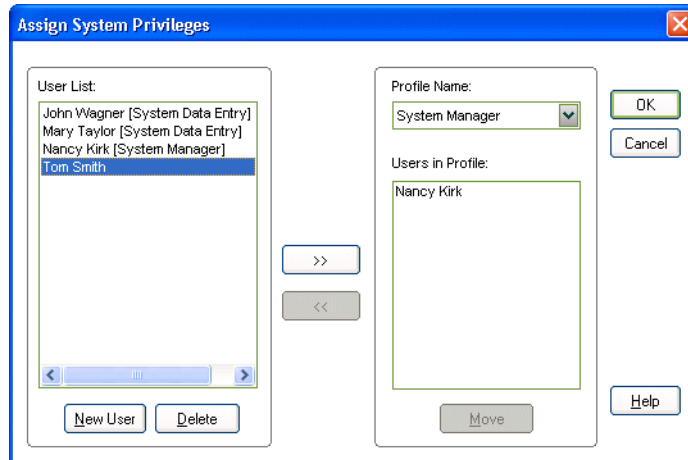 Assign System Privileges
User List:
John Wagner [System Data Entry]
Mary Taylor [System Data Entry]
Nancy Kirk [System Manager]
Tom Smith
New User
Delete
>>
<<
Profile Name:
System Manager
Users in Profile:
Nancy Kirk
Move
OK
Cancel
Help